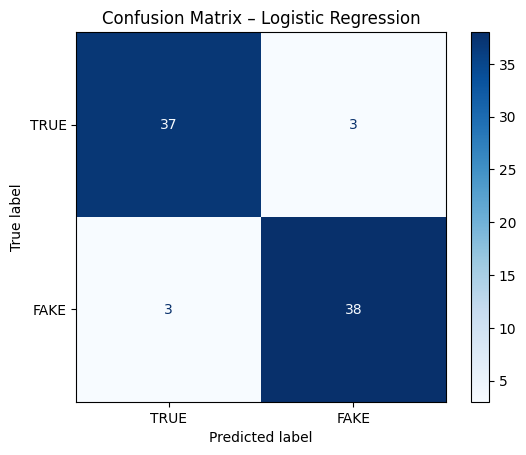 Confusion Matrix – Logistic Regression
True label
TRUE
FAKE
37
3
3
38
TRUE
FAKE
Predicted label
35
30
25
20
15
10
5